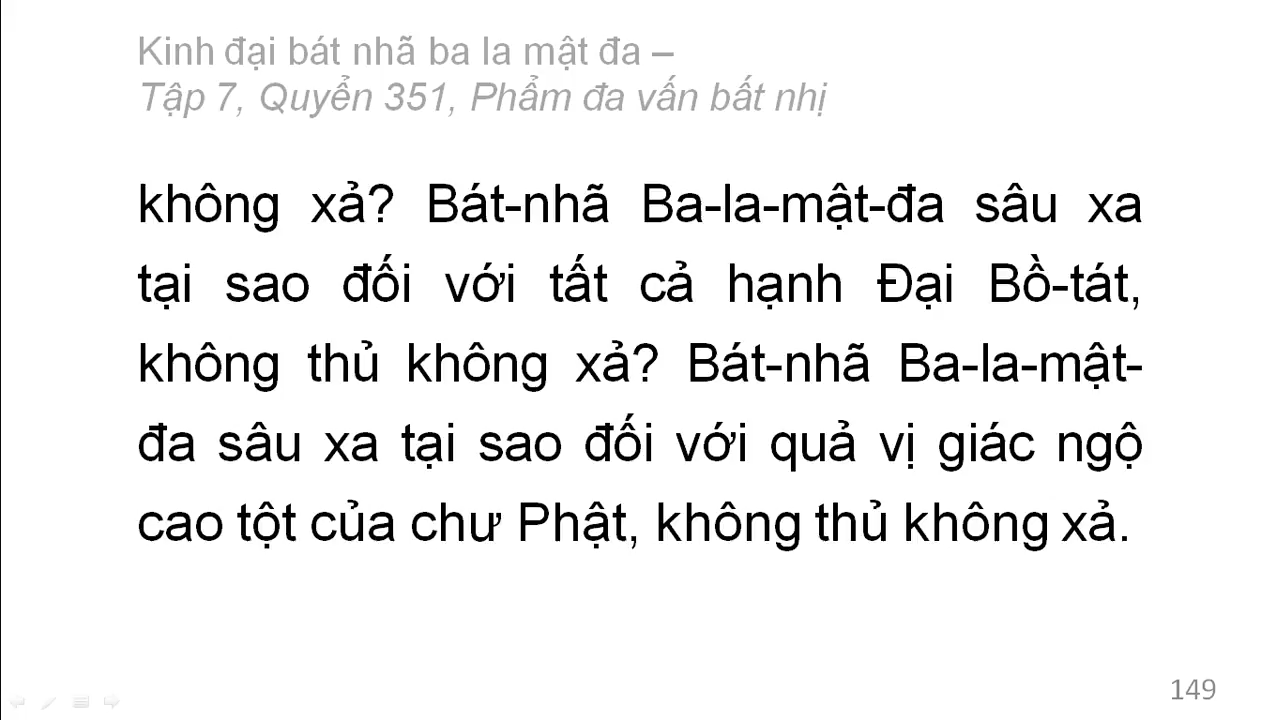 Kinh đại bát nhã ba la mật đa –
Tập 7, Quyển 351, Phẩm đa vấn bất nhị
không xả? Bát-nhã Ba-la-mật-đa sâu xa
tại sao đối với tất cả hạnh Đại Bồ-tát,
không thủ không xả? Bát-nhã Ba-la-mật-
đa sâu xa tại sao đối với quả vị giác ngộ
cao tột của chư Phật, không thủ không xả.
149